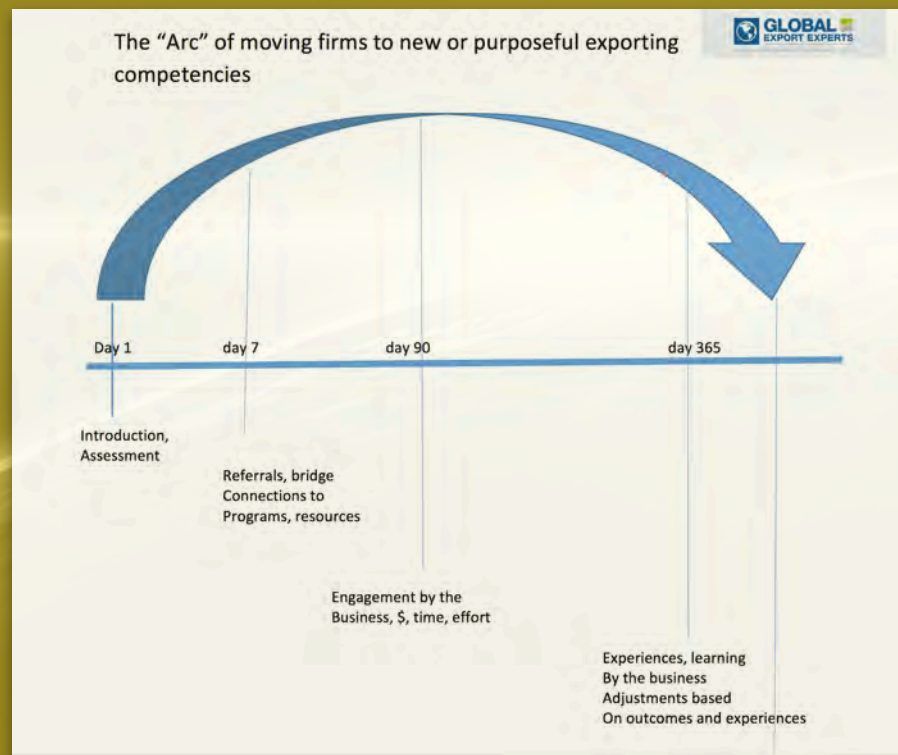 The “Arc” of moving firms to new or purposeful exporting
competencies
GLOBAL
EXPORT EXPERTS
Day 1
day 7
day 90
day 365
Introduction,
Assessment
Referrals, bridge
Connections to
Programs, resources
Engagement by the
Business, $, time, effort
Experiences, learning
By the business
Adjustments based
On outcomes and experiences